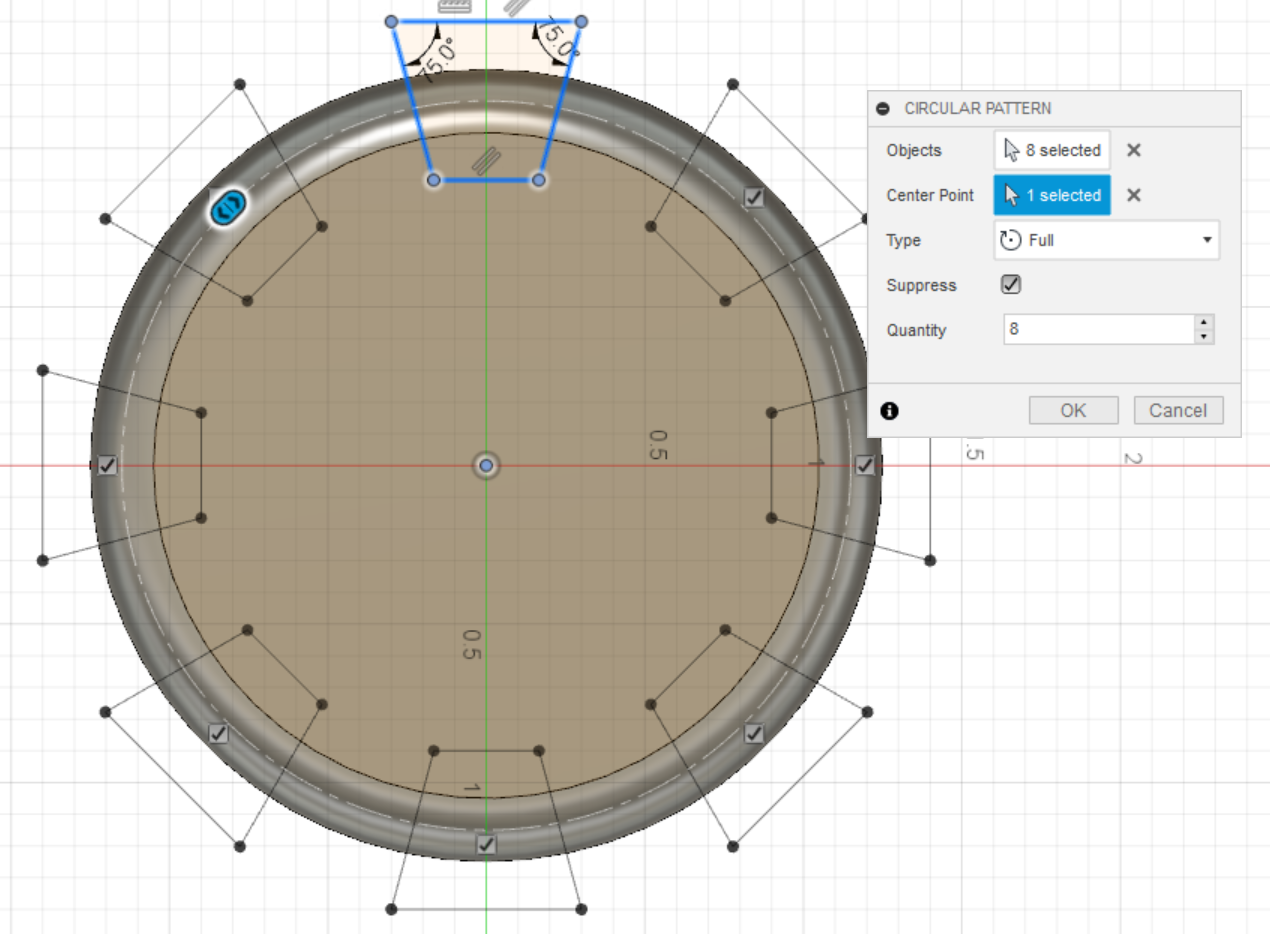 75.0°
75.0°
CIRCULAR PATTERN
Objects 8 selected
Center Point 1 selected
Type Full
Suppress
Quantity 8
OK Cancel
0.5
1
.5
2
0.5
1